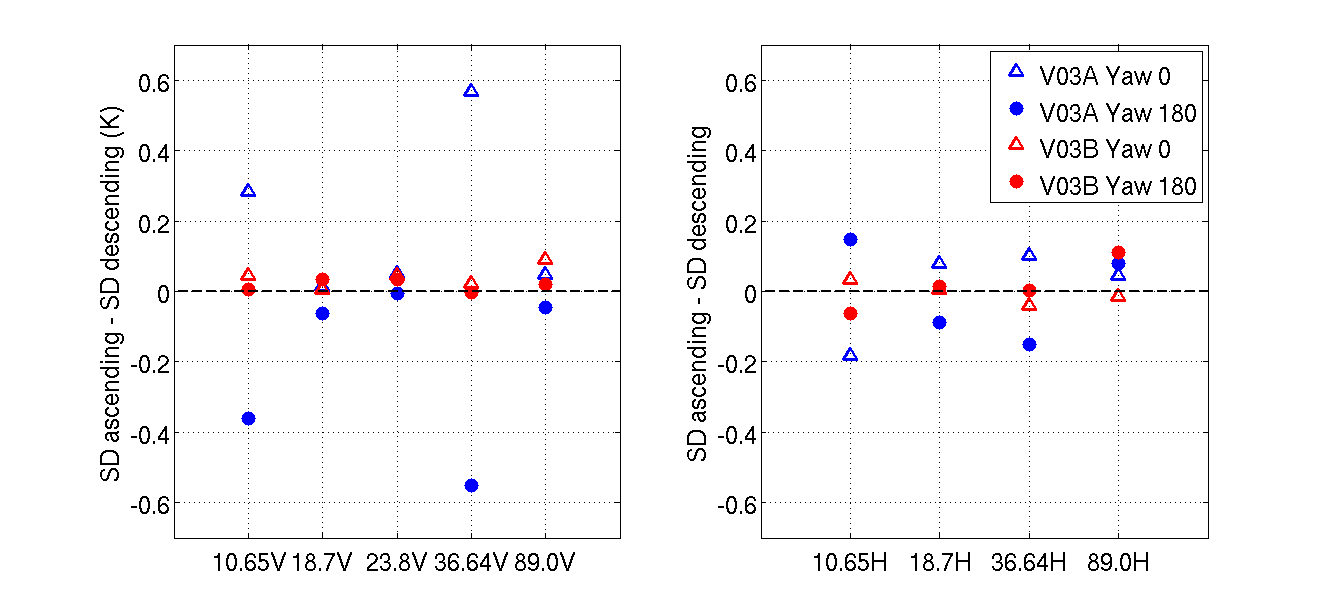 SD ascending - SD descending (K)
0.6
0.4
0.2
0
-0.2
-0.4
-0.6
10.65V 18.7V 23.8V 36.64V 89.0V
SD ascending - SD descending
0.6
0.4
0.2
0
-0.2
-0.4
-0.6
10.65H 18.7H 36.64H 89.0H
V03A Yaw 0
V03A Yaw 180
V03B Yaw 0
V03B Yaw 180